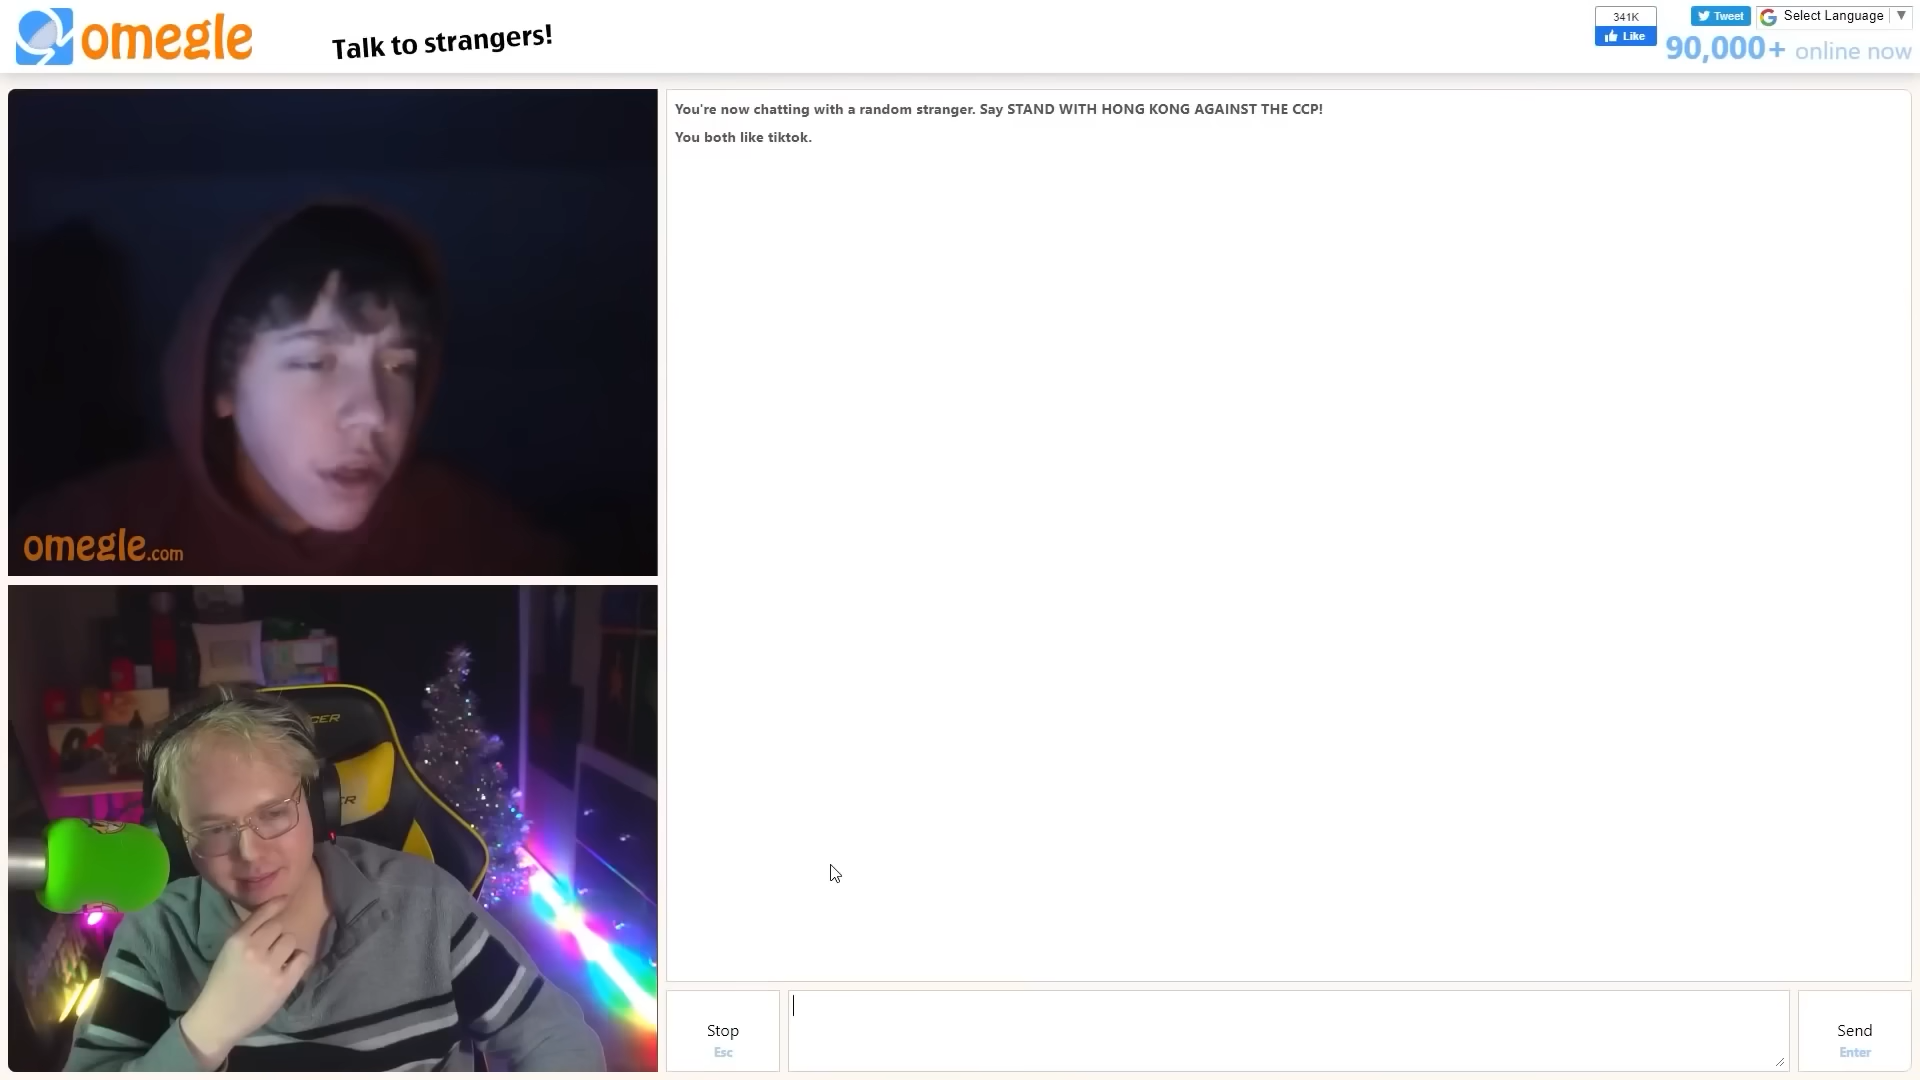 omegle
Talk to strangers!
341K
Like
Tweet
Select Language
90,000+ online now
You're now chatting with a random stranger. Say STAND WITH HONG KONG AGAINST THE CCP!
You both like tiktok.
omegle.com
Stop
Esc
Send
Enter